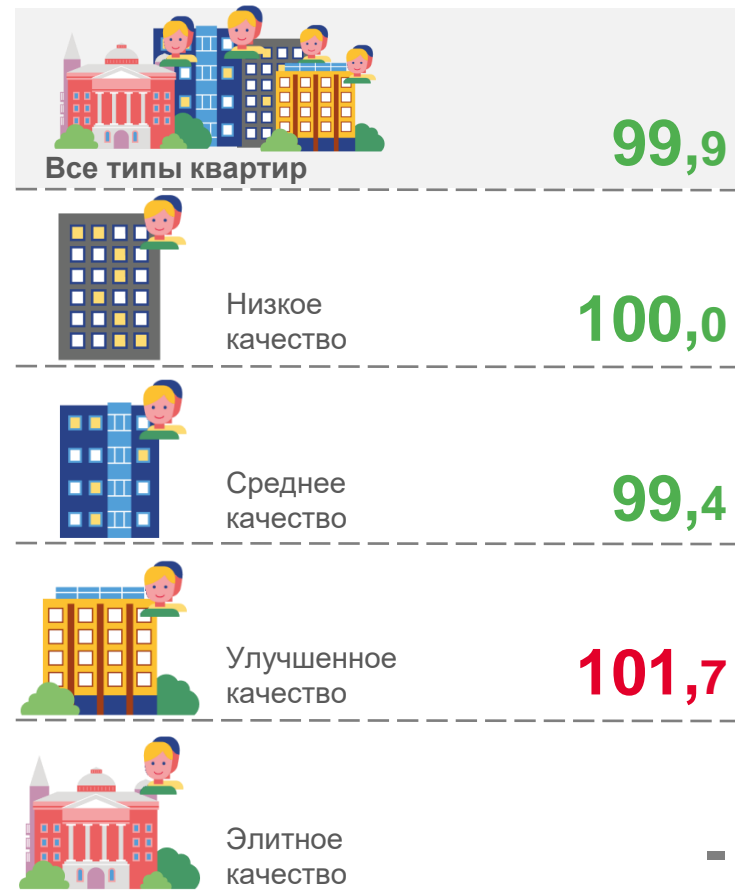 Все типы квартир
99,9
Низкое
качество
100,0
Среднее
качество
99,4
Улучшенное
качество
101,7
Элитное
качество
-